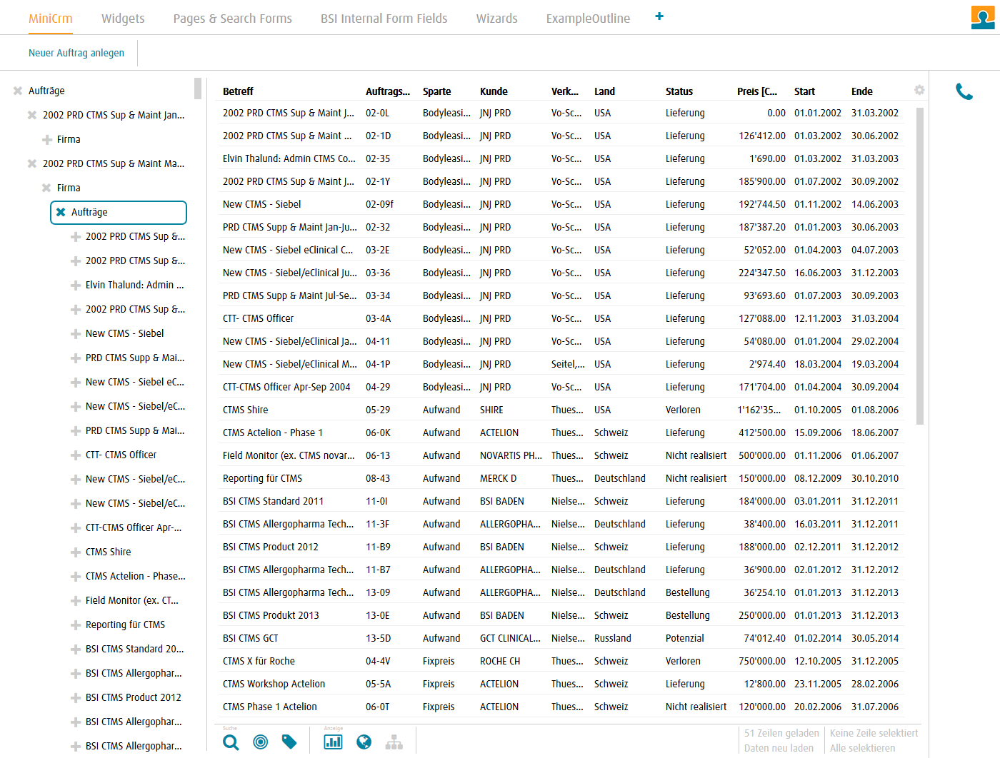 MiniCrm Widgets Pages & Search Forms BSI Internal Form Fields Wizards ExampleOutline
Neuer Auftrag anlegen
Aufträge
2002 PRD CTMS Sup & Maint Jan...
Firma
2002 PRD CTMS Sup & Maint Ma...
Firma
Aufträge
2002 PRD CTMS Sup &...
2002 PRD CTMS Sup &...
Elvin Thalund: Admin ...
2002 PRD CTMS Sup &...
New CTMS - Siebel
PRD CTMS Supp & Mai...
New CTMS - Siebel eC...
New CTMS - Siebel/eC...
PRD CTMS Supp & Mai...
CTT- CTMS Officer
New CTMS - Siebel/eC...
New CTMS - Siebel/eC...
CTT-CTMS Officer Apr-...
CTMS Shire
CTMS Actelion - Phase...
Field Monitor (ex. CT...
Reporting für CTMS
BSI CTMS Standard 20...
BSI CTMS Allergophar...
BSI CTMS Product 2012
BSI CTMS Allergophar...
BSI CTMS Allergophar...
Betreff Auftrags... Sparte Kunde Verk... Land Status Preis [C... Start Ende
2002 PRD CTMS Sup & Maint J... 02-0L Bodyleasi... JNJ PRD Vo-Sc... USA Lieferung 0.00 01.01.2002 31.03.2002
2002 PRD CTMS Sup & Maint ... 02-1D Bodyleasi... JNJ PRD Vo-Sc... USA Lieferung 126'412.00 01.03.2002 30.06.2002
Elvin Thalund: Admin CTMS Co... 02-35 Bodyleasi... JNJ PRD Vo-Sc... USA Lieferung 1'690.00 01.03.2002 31.03.2003
2002 PRD CTMS Sup & Maint J... 02-1Y Bodyleasi... JNJ PRD Vo-Sc... USA Lieferung 185'900.00 01.07.2002 30.09.2002
New CTMS - Siebel 02-09f Bodyleasi... JNJ PRD Vo-Sc... USA Lieferung 192'744.50 01.11.2002 14.06.2003
PRD CTMS Supp & Maint Jan-Ju... 02-32 Bodyleasi... JNJ PRD Vo-Sc... USA Lieferung 187'387.20 01.01.2003 30.06.2003
New CTMS - Siebel eClinical C... 03-2E Bodyleasi... JNJ PRD Vo-Sc... USA Lieferung 52'052.00 01.04.2003 04.07.2003
New CTMS - Siebel/eClinical Ju... 03-36 Bodyleasi... JNJ PRD Vo-Sc... USA Lieferung 224'347.50 16.06.2003 31.12.2003
PRD CTMS Supp & Maint Jul-Se... 03-34 Bodyleasi... JNJ PRD Vo-Sc... USA Lieferung 93'693.60 01.07.2003 30.09.2003
CTT- CTMS Officer 03-4A Bodyleasi... JNJ PRD Vo-Sc... USA Lieferung 127'088.00 12.11.2003 31.03.2004
New CTMS - Siebel/eClinical Ja... 04-11 Bodyleasi... JNJ PRD Vo-Sc... USA Lieferung 54'080.00 01.01.2004 29.02.2004
New CTMS - Siebel/eClinical M... 04-1P Bodyleasi... JNJ PRD Seitel,... USA Lieferung 2'974.40 18.03.2004 19.03.2004
CTT-CTMS Officer Apr-Sep 2004 04-29 Bodyleasi... JNJ PRD Vo-Sc... USA Lieferung 171'704.00 01.04.2004 30.09.2004
CTMS Shire 05-29 Aufwand SHIRE Thues... USA Verloren 1'162'35... 01.10.2005 01.08.2006
CTMS Actelion - Phase 1 06-0K Aufwand ACTELION Thues... Schweiz Lieferung 412'500.00 15.09.2006 18.06.2007
Field Monitor (ex. CTMS novar... 06-13 Aufwand NOVARTIS PH... Thues... Schweiz Nicht realisiert 500'000.00 01.11.2006 01.06.2007
Reporting für CTMS 08-43 Aufwand MERCK D Thues... Deutschland Nicht realisiert 150'000.00 08.12.2009 30.10.2010
BSI CTMS Standard 2011 11-0I Aufwand BSI BADEN Nielse... Schweiz Lieferung 184'000.00 03.01.2011 31.12.2011
BSI CTMS Allergopharma Tech... 11-3F Aufwand ALLERGOPHA... Nielse... Deutschland Lieferung 38'400.00 16.03.2011 31.12.2011
BSI CTMS Product 2012 11-B9 Aufwand BSI BADEN Nielse... Schweiz Lieferung 188'000.00 02.12.2011 31.12.2012
BSI CTMS Allergopharma Tech... 11-B7 Aufwand ALLERGOPHA... Nielse... Deutschland Lieferung 36'900.00 02.01.2012 31.12.2012
BSI CTMS Allergopharma Tech... 13-09 Aufwand ALLERGOPHA... Nielse... Deutschland Bestellung 36'254.10 01.01.2013 31.12.2013
BSI CTMS Produkt 2013 13-0E Aufwand BSI BADEN Nielse... Schweiz Bestellung 250'000.00 01.01.2013 31.12.2013
BSI CTMS GCT 13-5D Aufwand GCT CLINICAL... Nielse... Russland Potenzial 74'012.40 01.02.2014 30.05.2014
CTMS X für Roche 04-4V Fixpreis ROCHE CH Thues... Schweiz Verloren 750'000.00 12.10.2005 31.12.2005
CTMS Workshop Actelion 05-5A Fixpreis ACTELION Thues... Schweiz Lieferung 12'800.00 23.11.2005 28.02.2006
CTMS Phase 1 Actelion 06-0T Fixpreis ACTELION Thues... Schweiz Nicht realisiert 120'000.00 20.02.2006 31.07.2006
Suche Anzeige
51 Zeilen geladen Keine Zeile selektiert
Daten neu laden Alle selektieren